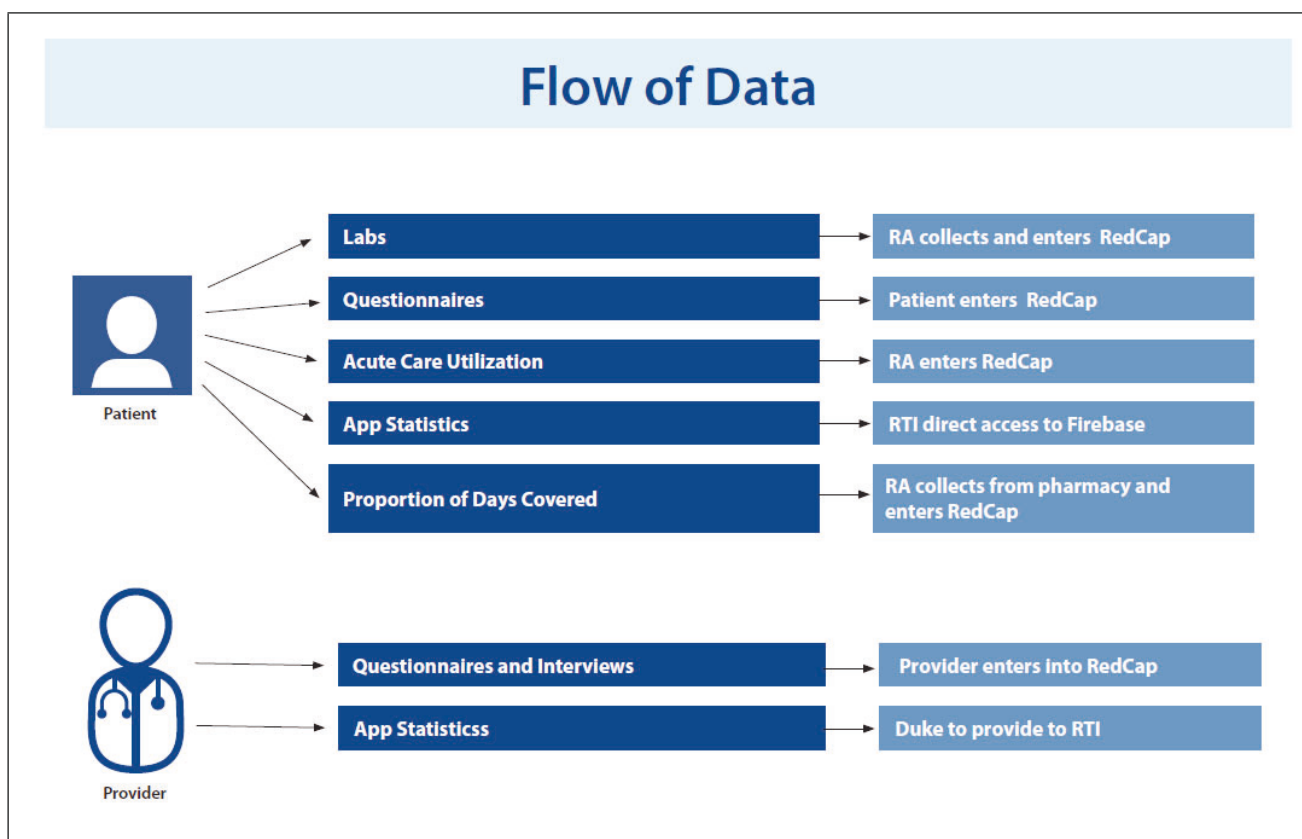 Flow of Data
Labs
RA collects and enters RedCap
Questionnaires
Patient enters RedCap
Acute Care Utilization
RA enters RedCap
App Statistics
RTI direct access to Firebase
Proportion of Days Covered
RA collects from pharmacy and
enters RedCap
Patient
Questionnaires and Interviews
Provider enters into RedCap
App Statisticss
Duke to provide to RTI
Provider